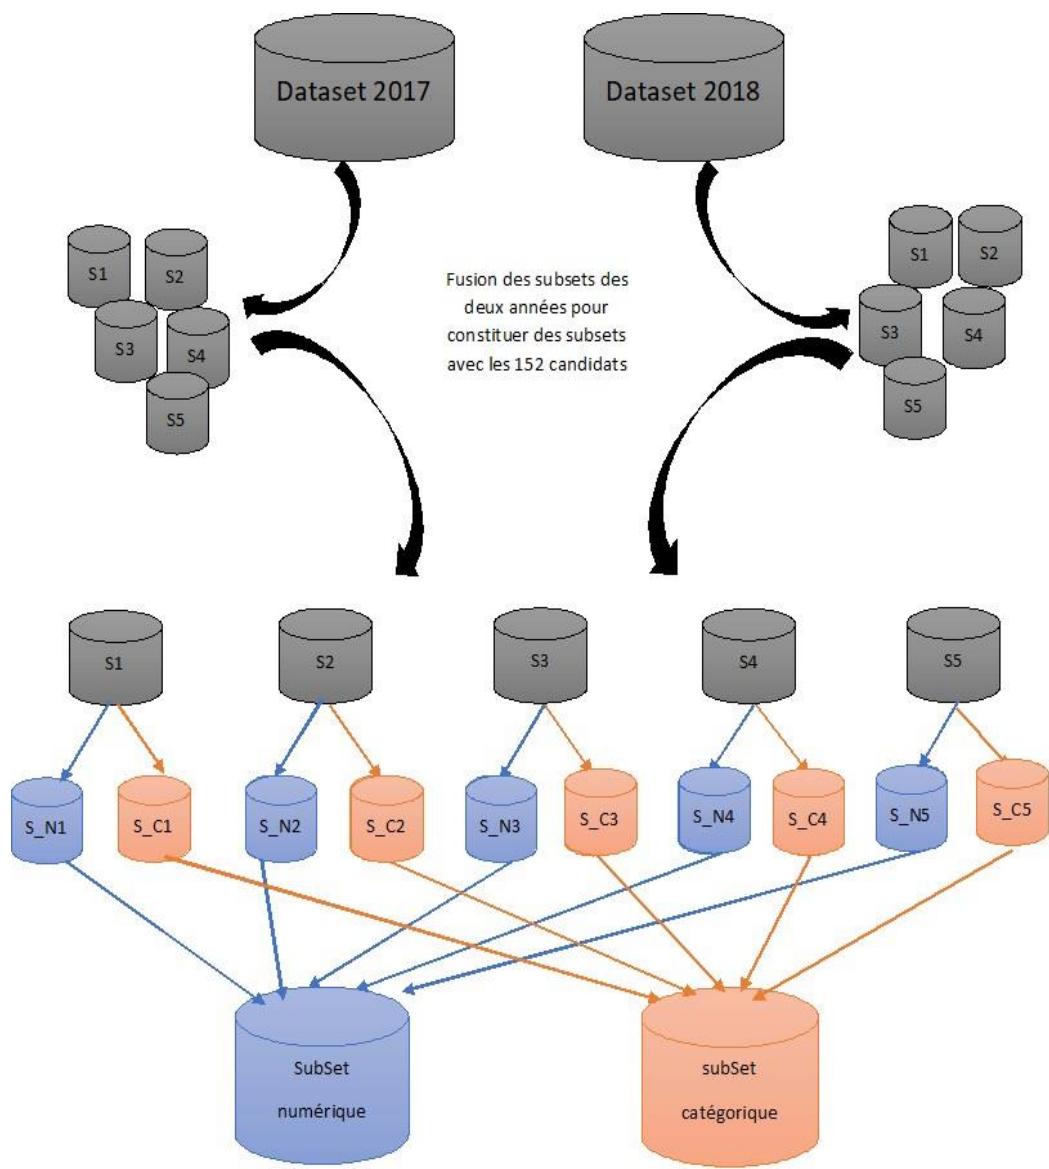 Dataset 2017
Dataset 2018
S1
S2
S3
S4
S5
S1
S2
S3
S4
S5
Fusion des subsets des
deux années pour
constituer des subsets
avec les 152 candidats
S1
S2
S3
S4
S5
S_N1
S_C1
S_N2
S_C2
S_N3
S_C3
S_N4
S_C4
S_N5
S_C5
SubSet
numérique
subSet
catégorique